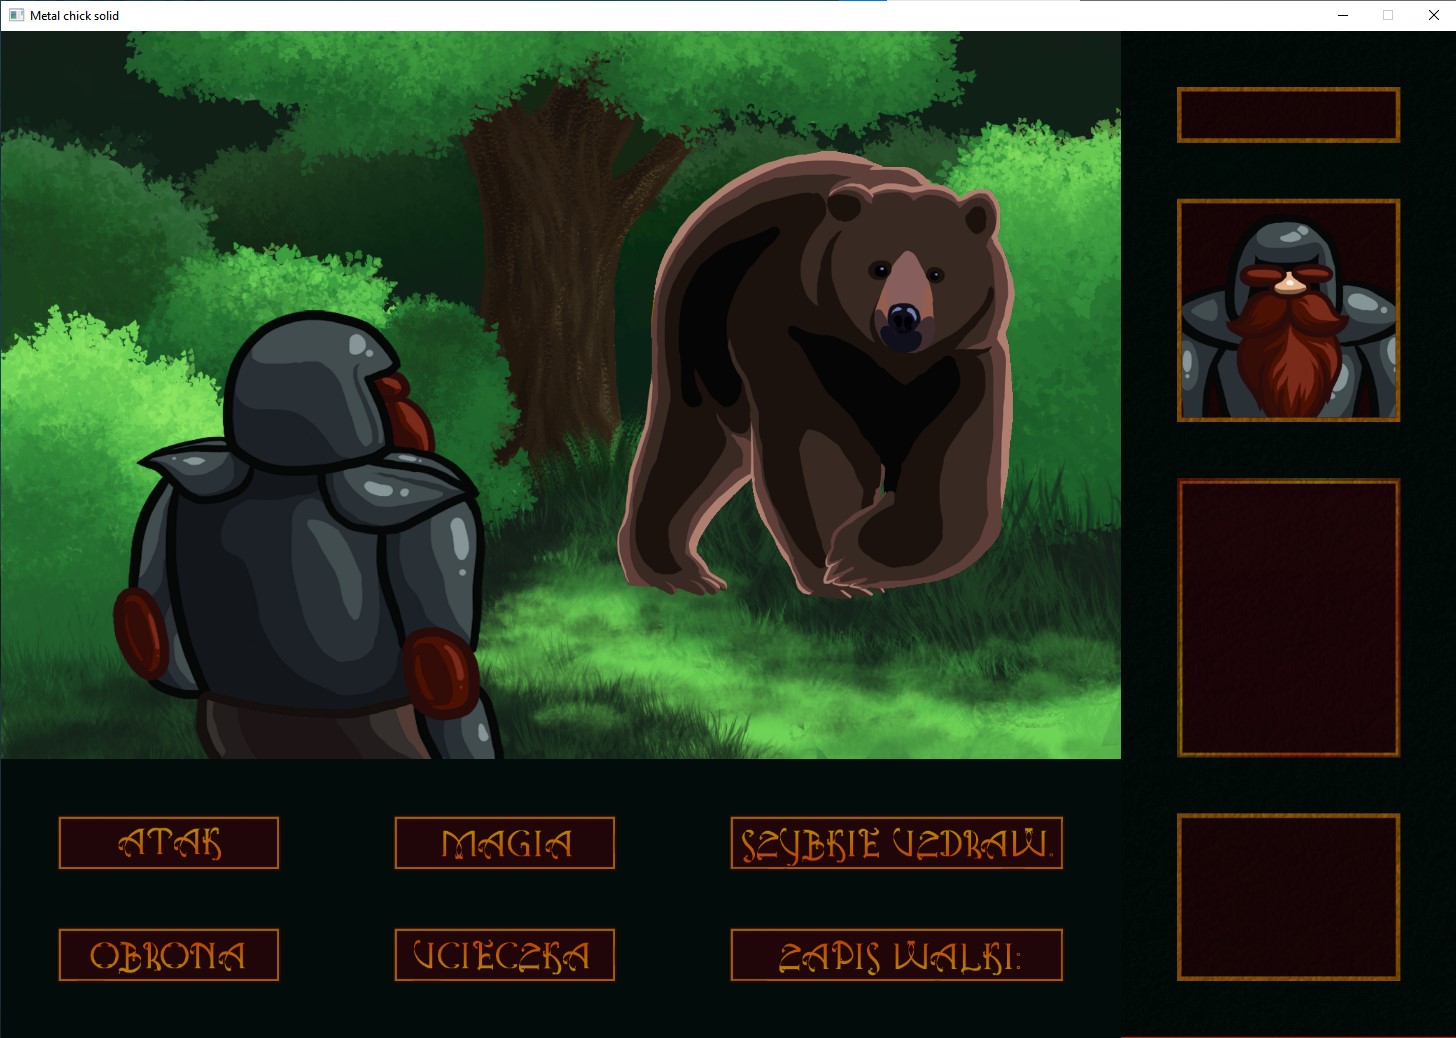 Metal chick solid
ATAK
MAGIA
SZYBKIE UZDRAW.
OBRONA
UCIECZKA
ZAPIS WALKI: